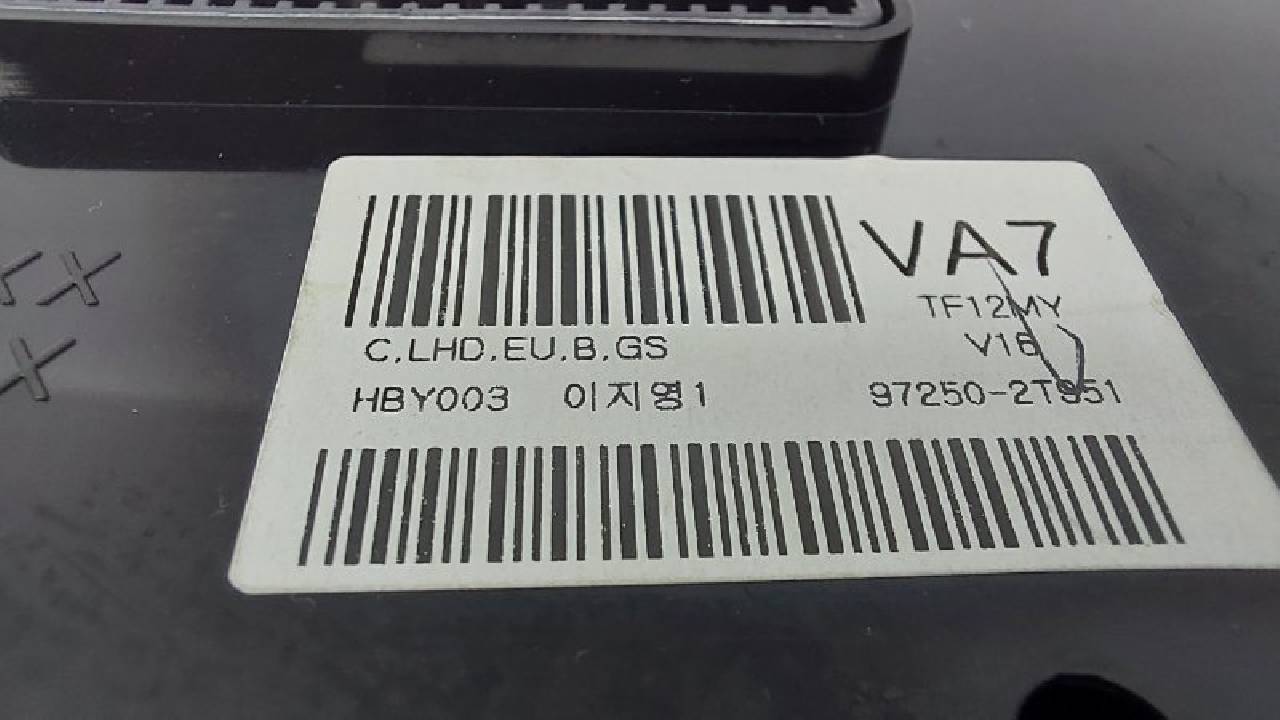 VA7
TF12MY
C,LHD,EU,B,GS V16
HBY003 이지영1 97250-2T951